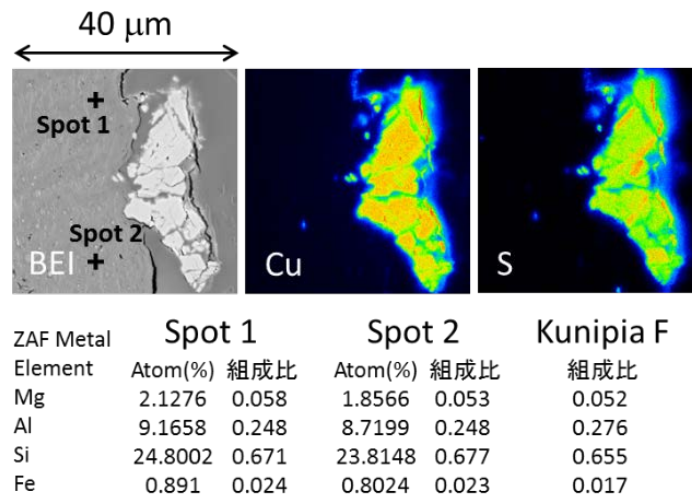 40 μm
Spot 1
Spot 2
BEI
Cu
S
ZAF Metal Spot 1 Spot 2 Kunipia F
Element Atom(%) 組成比 Atom(%) 組成比 組成比
Mg 2.1276 0.058 1.8566 0.053 0.052
Al 9.1658 0.248 8.7199 0.248 0.276
Si 24.8002 0.671 23.8148 0.677 0.655
Fe 0.891 0.024 0.8024 0.023 0.017